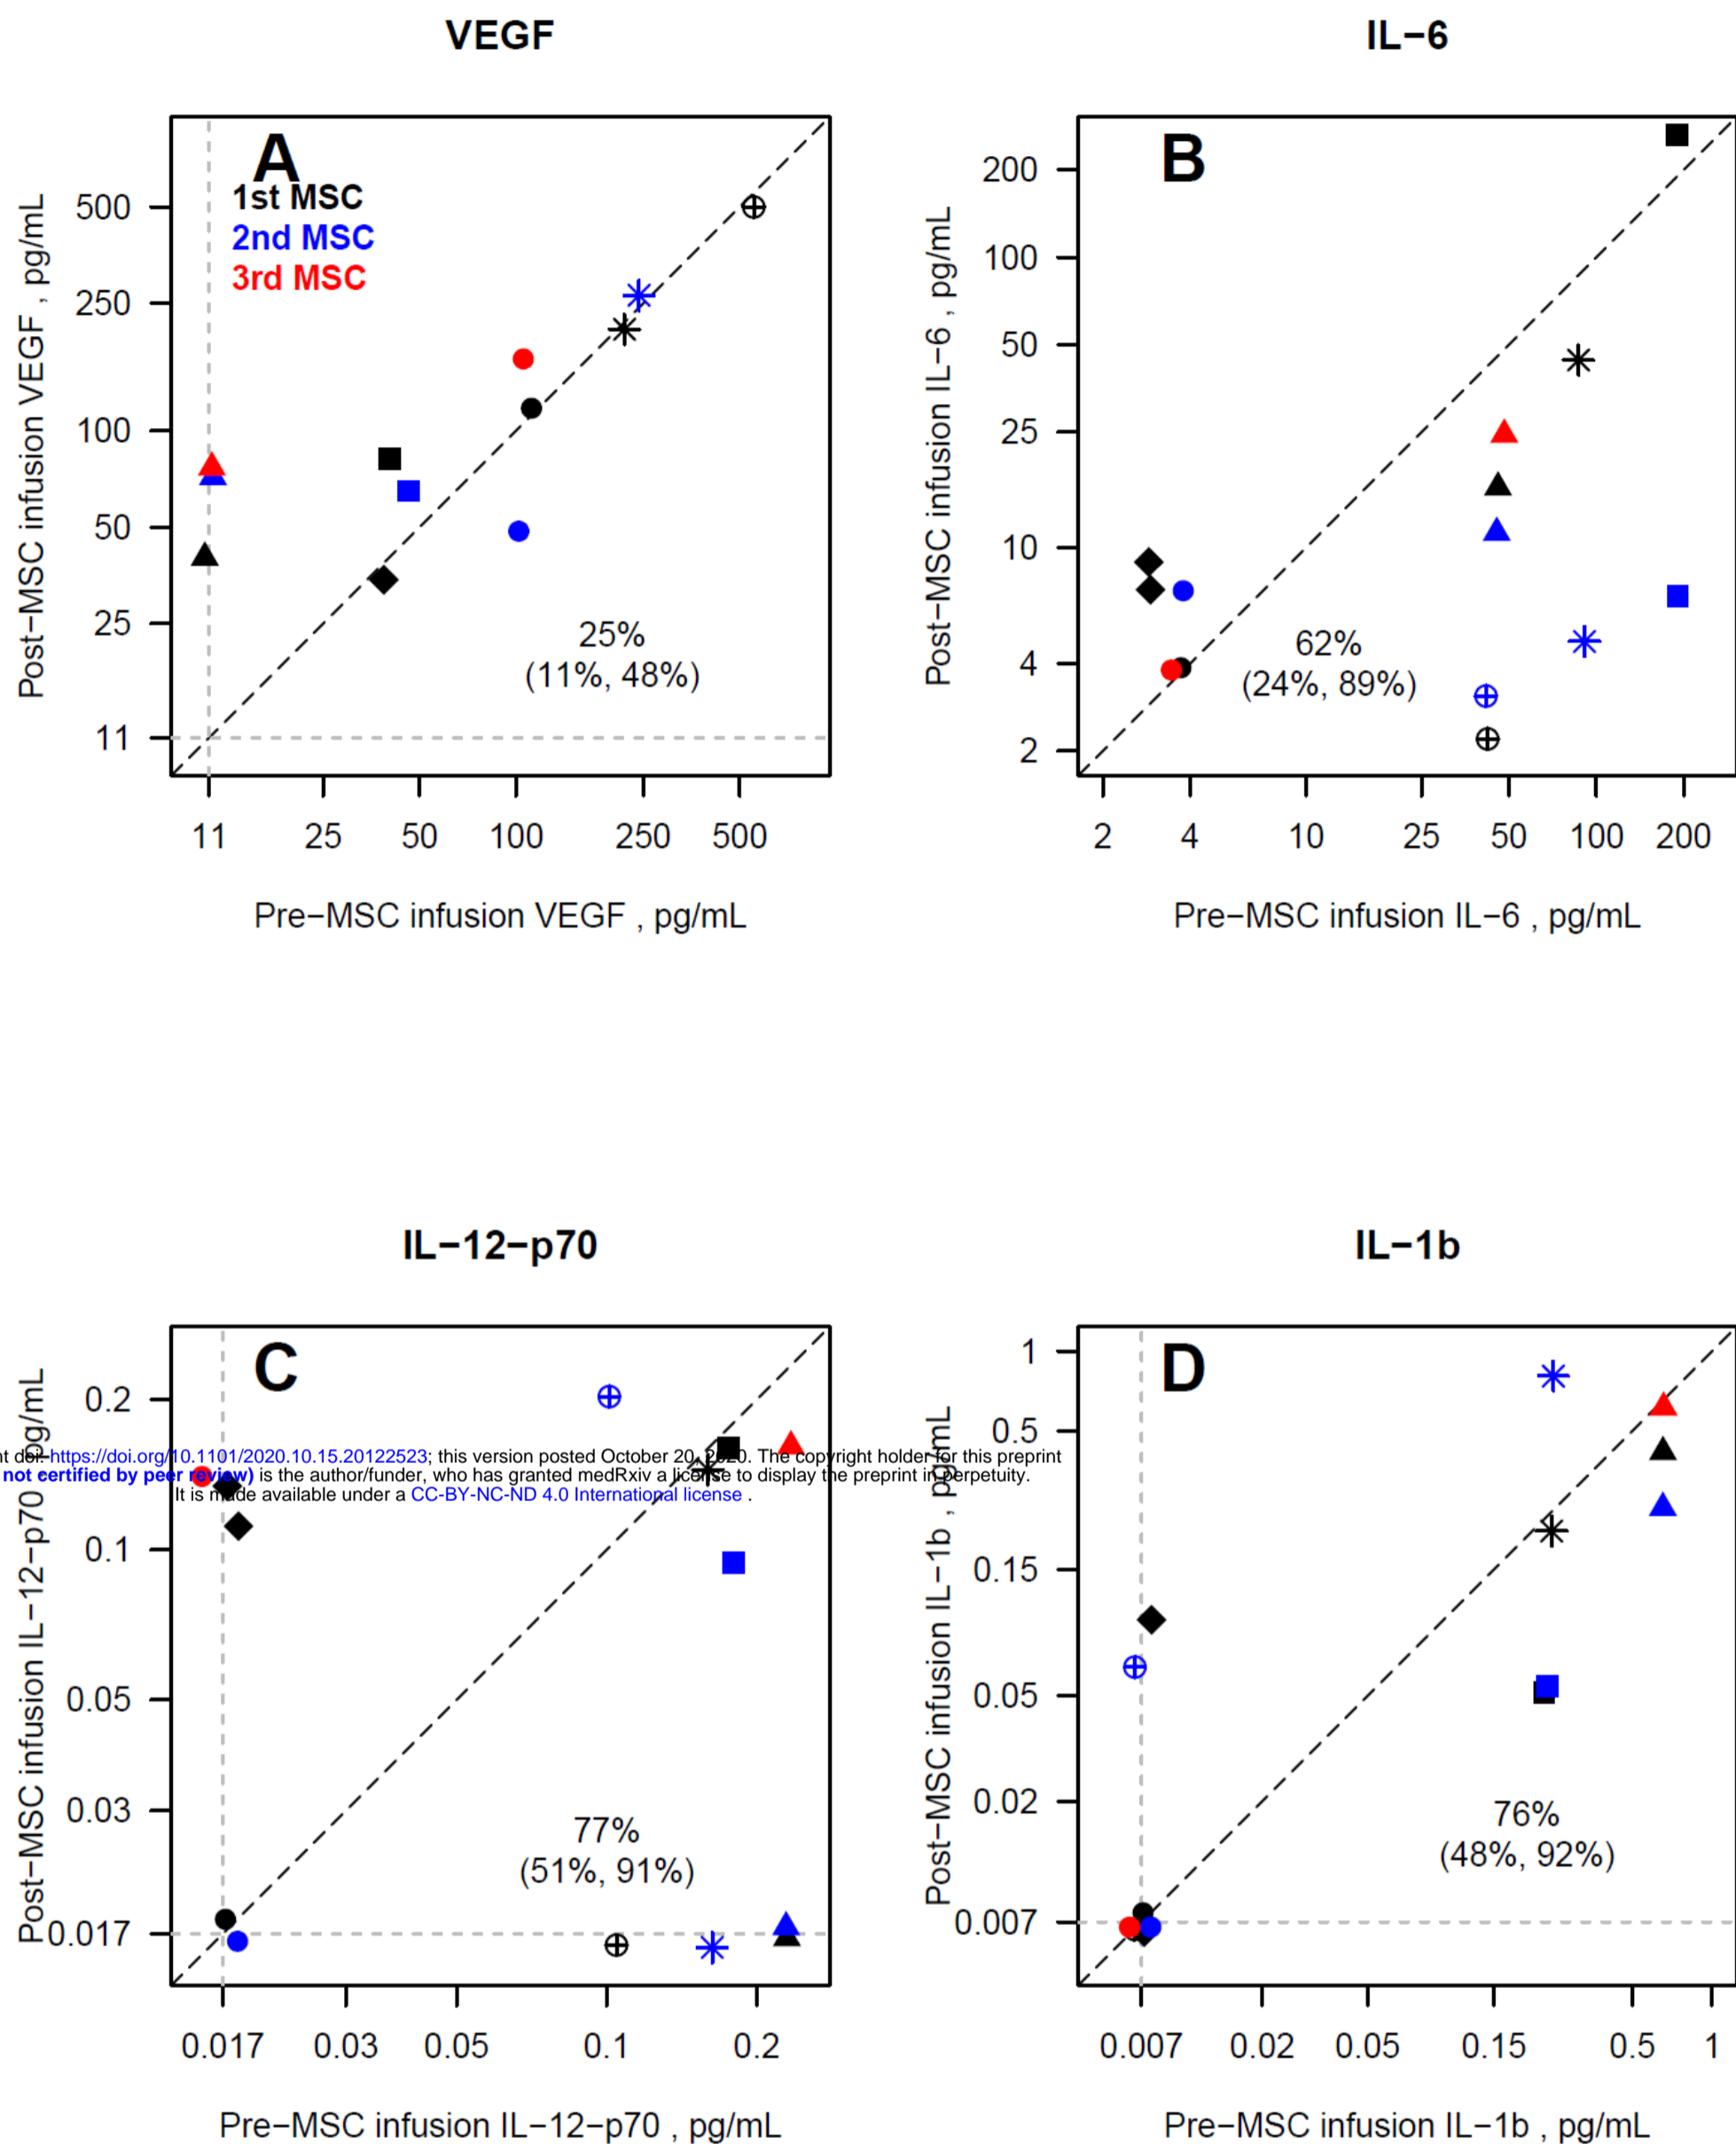 VEGF
A
1st MSC
2nd MSC
3rd MSC
Post−MSC infusion VEGF , pg/mL
500
250
100
50
25
11
25%
(11%, 48%)
11 25 50 100 250 500
Pre−MSC infusion VEGF , pg/mL
IL−6
B
Post−MSC infusion IL−6 , pg/mL
200
100
50
25
10
4
2
62%
(24%, 89%)
2 4 10 25 50 100 200
Pre−MSC infusion IL−6 , pg/mL
IL−12−p70
C
Post−MSC infusion IL−12−p70 , pg/mL
0.2
0.1
0.05
0.03
0.017
77%
(51%, 91%)
0.017 0.03 0.05 0.1 0.2
Pre−MSC infusion IL−12−p70 , pg/mL
IL−1b
D
Post−MSC infusion IL−1b , pg/mL
1
0.5
0.15
0.05
0.02
0.007
76%
(48%, 92%)
0.007 0.02 0.05 0.15 0.5 1
Pre−MSC infusion IL−1b , pg/mL
doi: https://doi.org/10.1101/2020.10.15.20122523; this version posted October 20, 2020. The copyright holder for this preprint
not certified by peer review) is the author/funder, who has granted medRxiv a license to display the preprint in perpetuity.
It is made available under a CC-BY-NC-ND 4.0 International license .